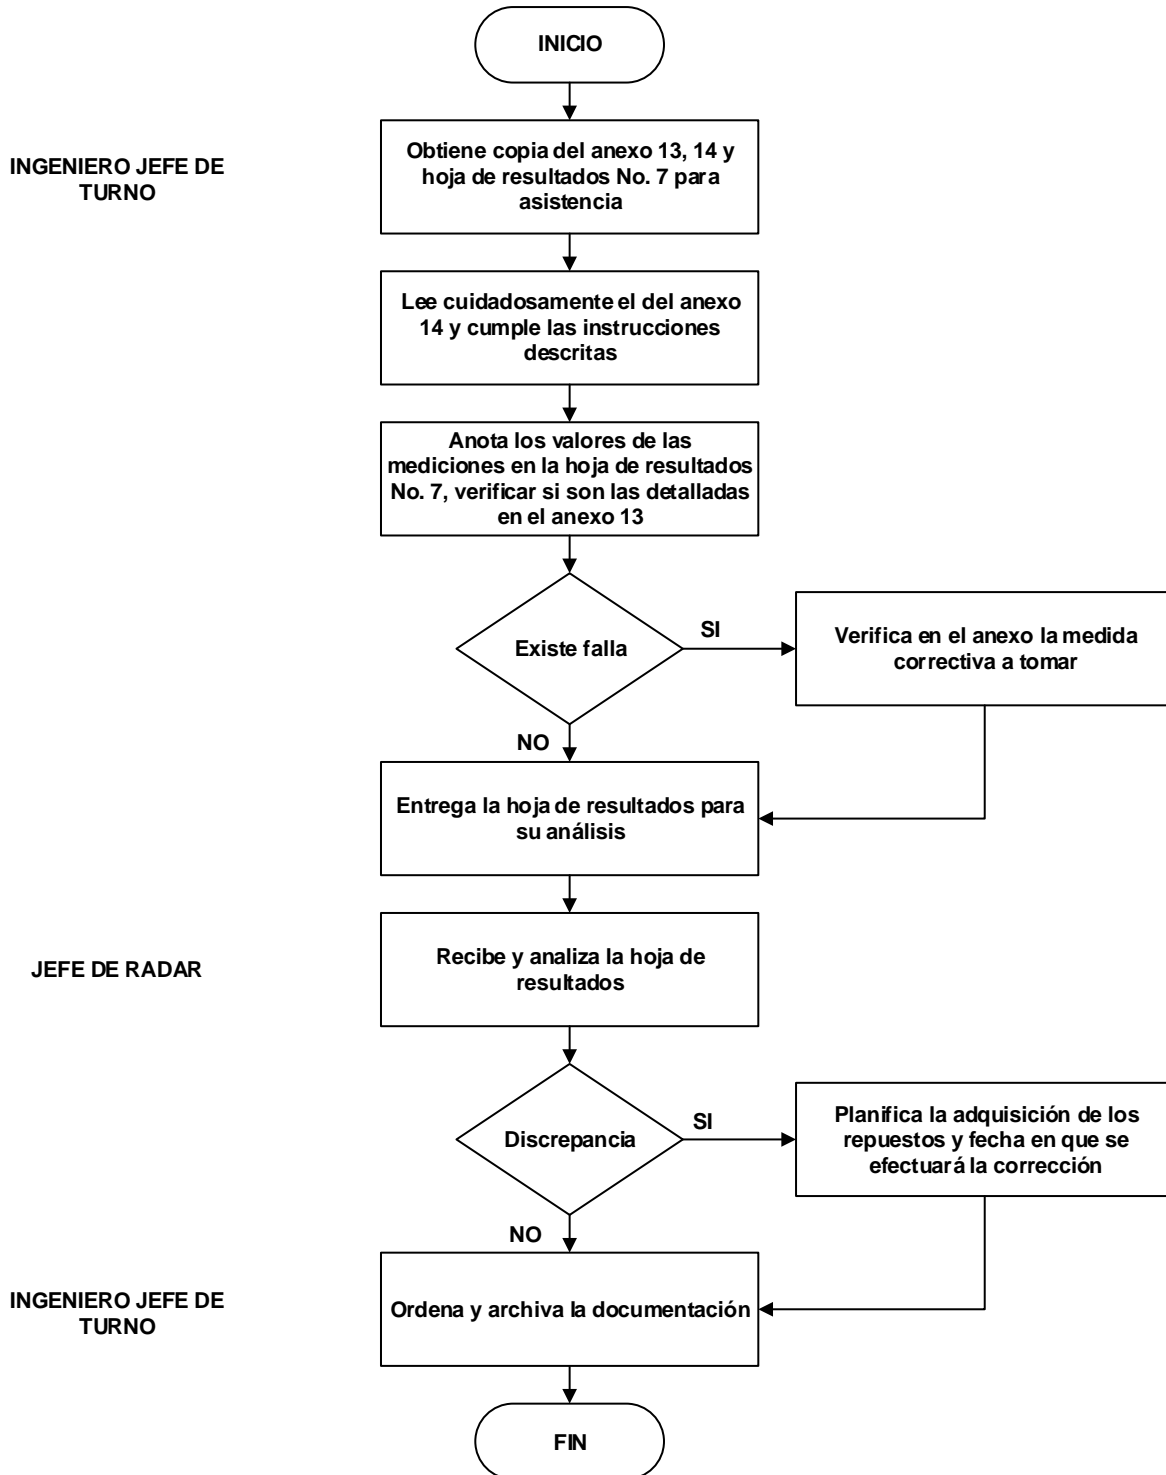 INICIO
INGENIERO JEFE DE
TURNO
Obtiene copia del anexo 13, 14 y
hoja de resultados No. 7 para
asistencia
Lee cuidadosamente el del anexo
14 y cumple las instrucciones
descritas
Anota los valores de las
mediciones en la hoja de resultados
No. 7, verificar si son las detalladas
en el anexo 13
Existe falla
SI
Verifica en el anexo la medida
correctiva a tomar
NO
Entrega la hoja de resultados para
su análisis
JEFE DE RADAR
Recibe y analiza la hoja de
resultados
Discrepancia
SI
Planifica la adquisición de los
repuestos y fecha en que se
efectuará la corrección
NO
INGENIERO JEFE DE
TURNO
Ordena y archiva la documentación
FIN